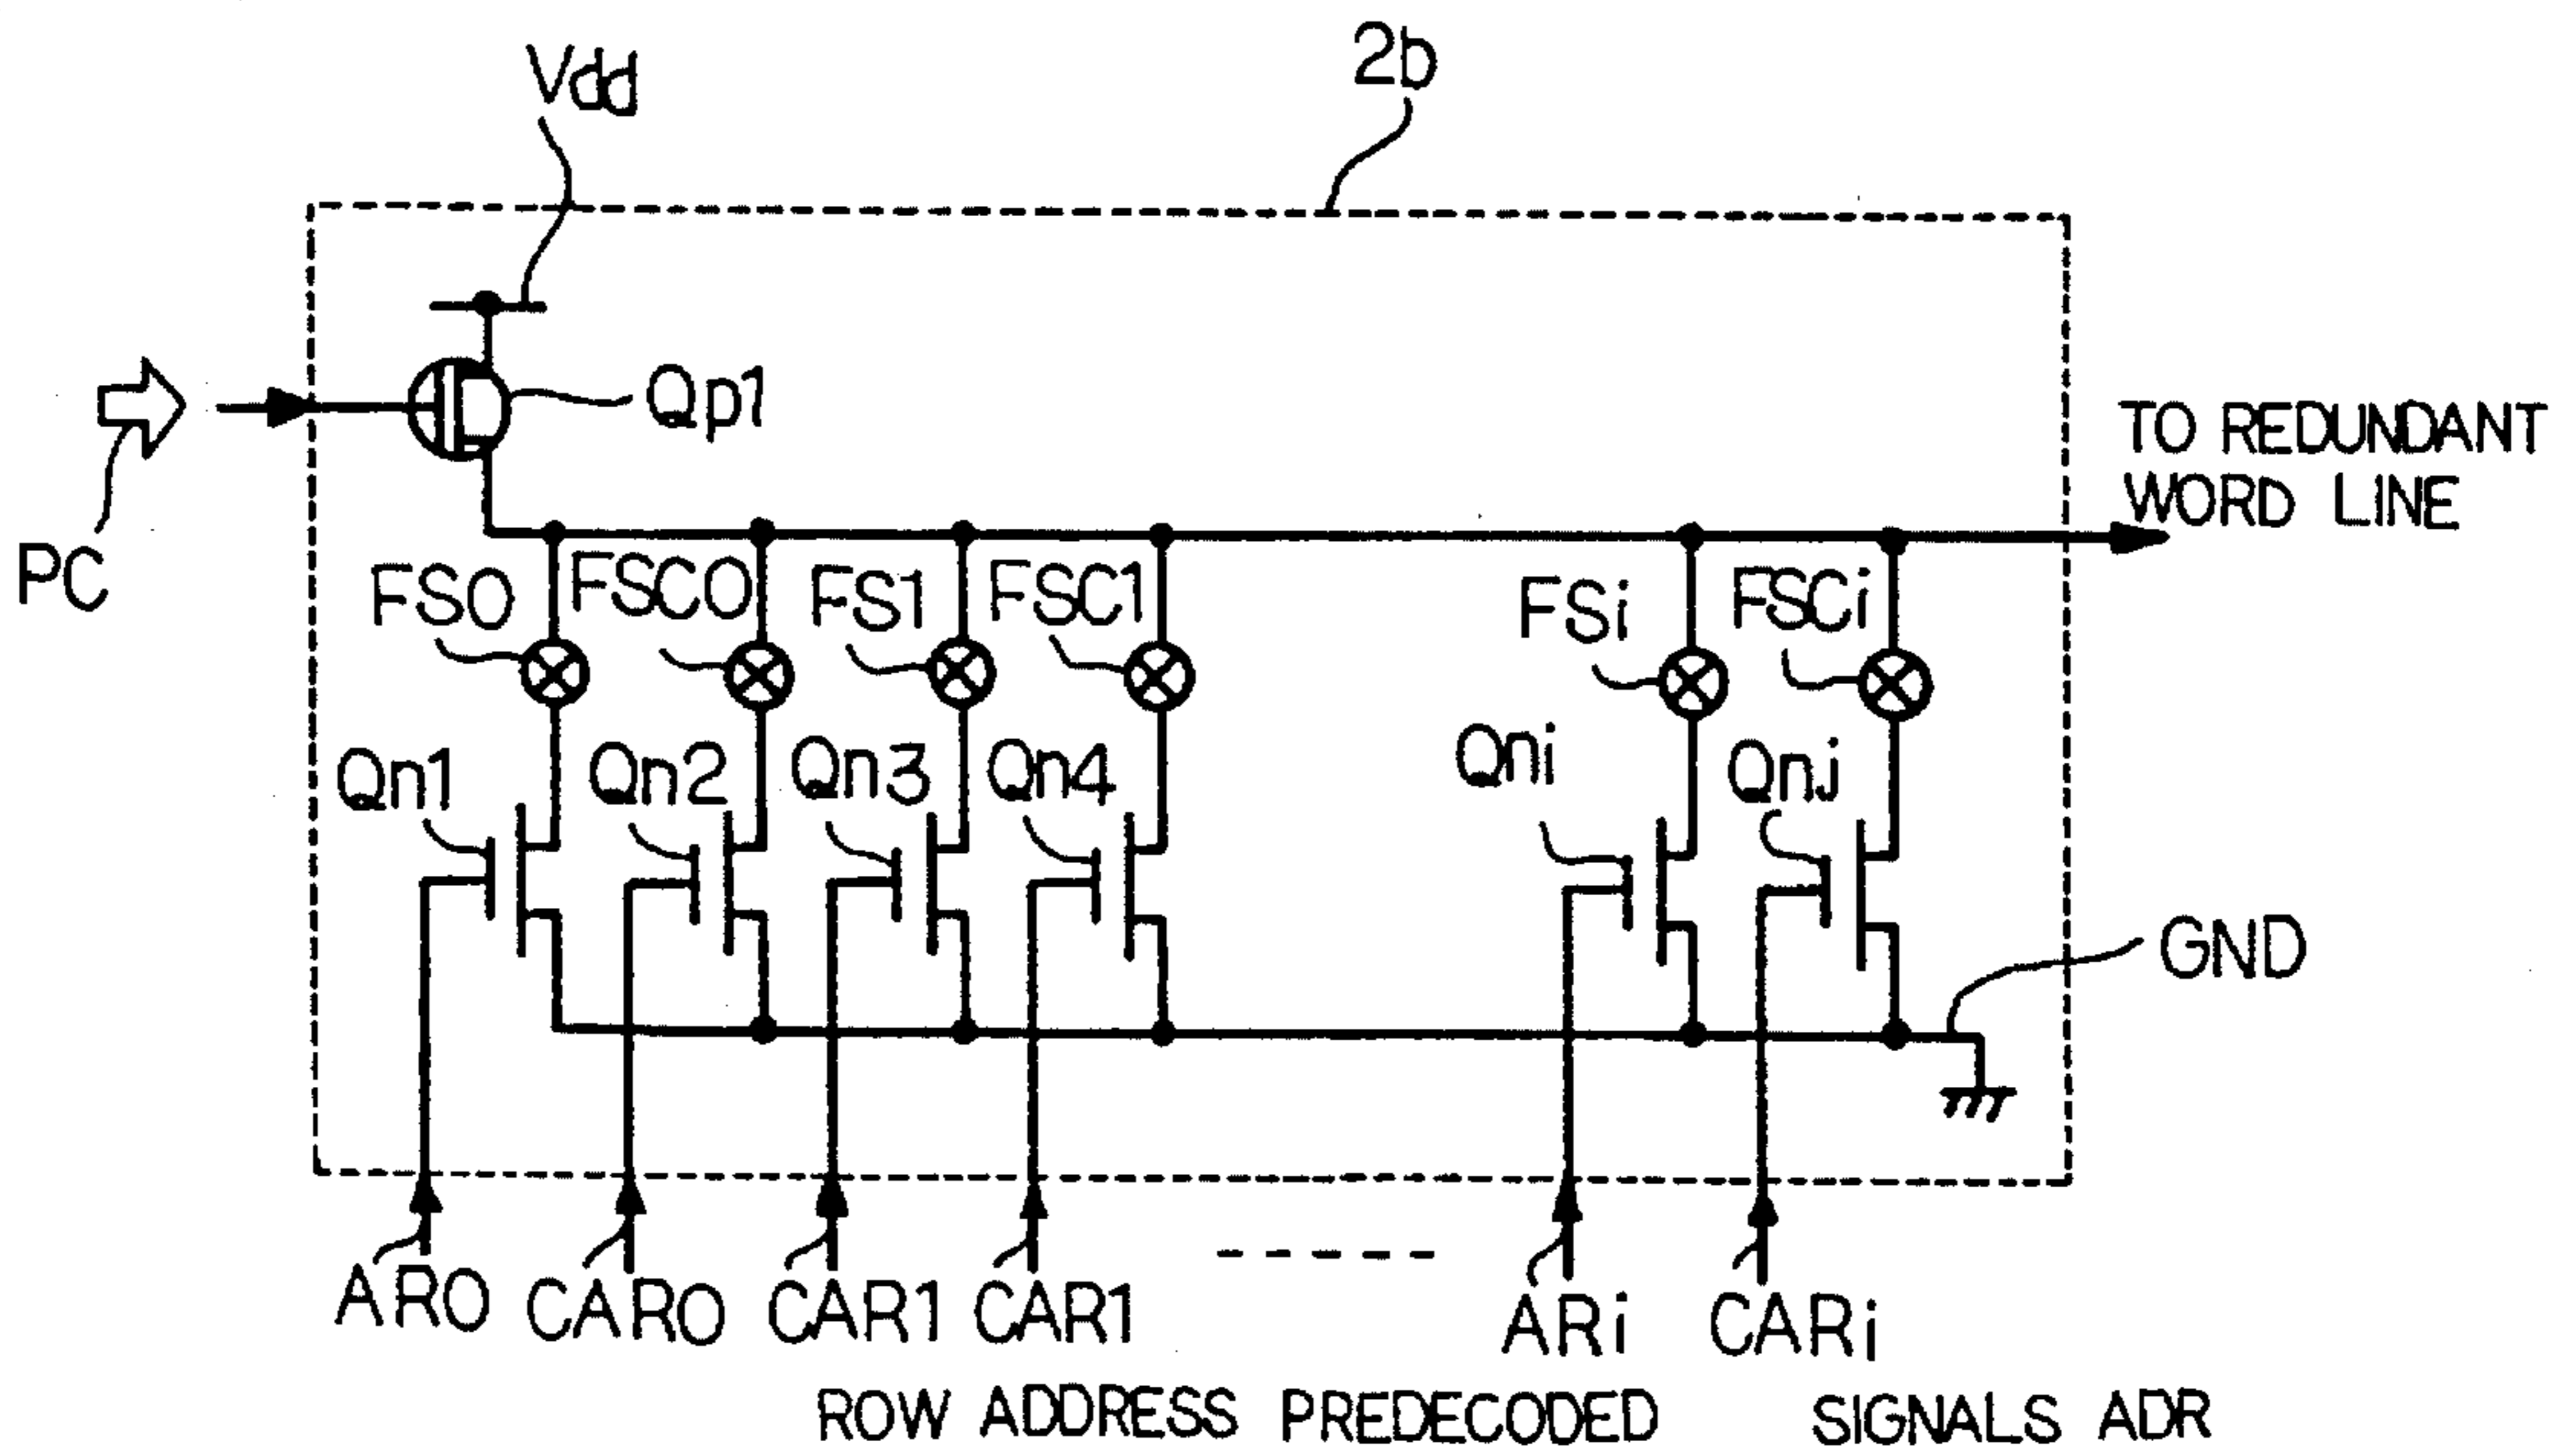 Vdd
2b
Qp1
PC
TO REDUNDANT
WORD LINE
FS0
FSC0
FS1
FSC1
FSi
FSCi
Qn1
Qn2
Qn3
Qn4
Qni
Qnj
GND
AR0
CAR0
CAR1
CAR1
ARi
CARi
ROW ADDRESS PREDECODED SIGNALS ADR